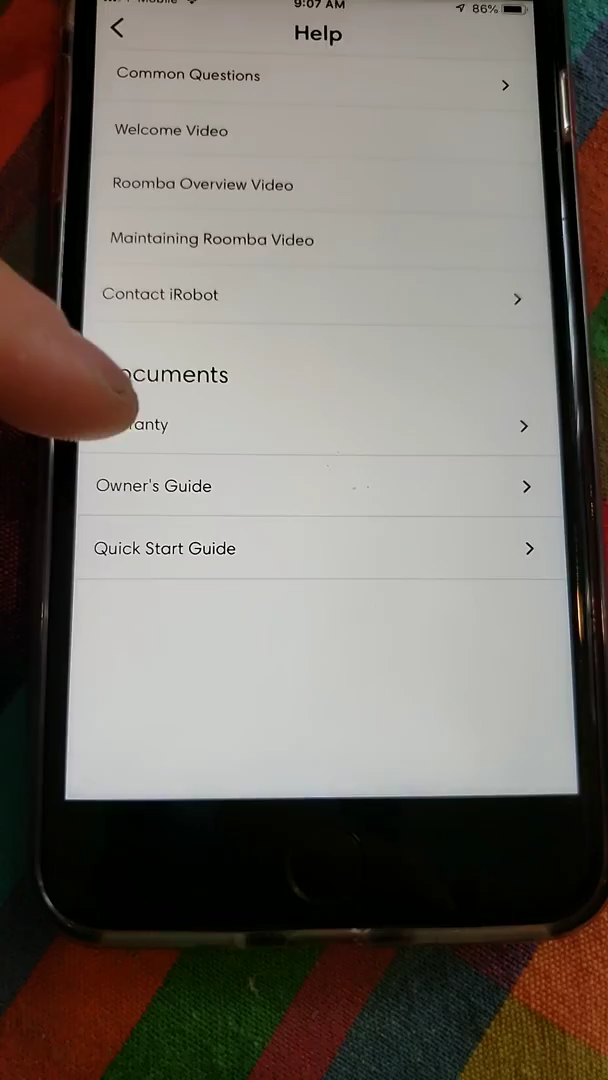 9:07 AM
86%
Help
Common Questions
Welcome Video
Roomba Overview Video
Maintaining Roomba Video
Contact iRobot
ocuments
ranty
Owner's Guide
Quick Start Guide